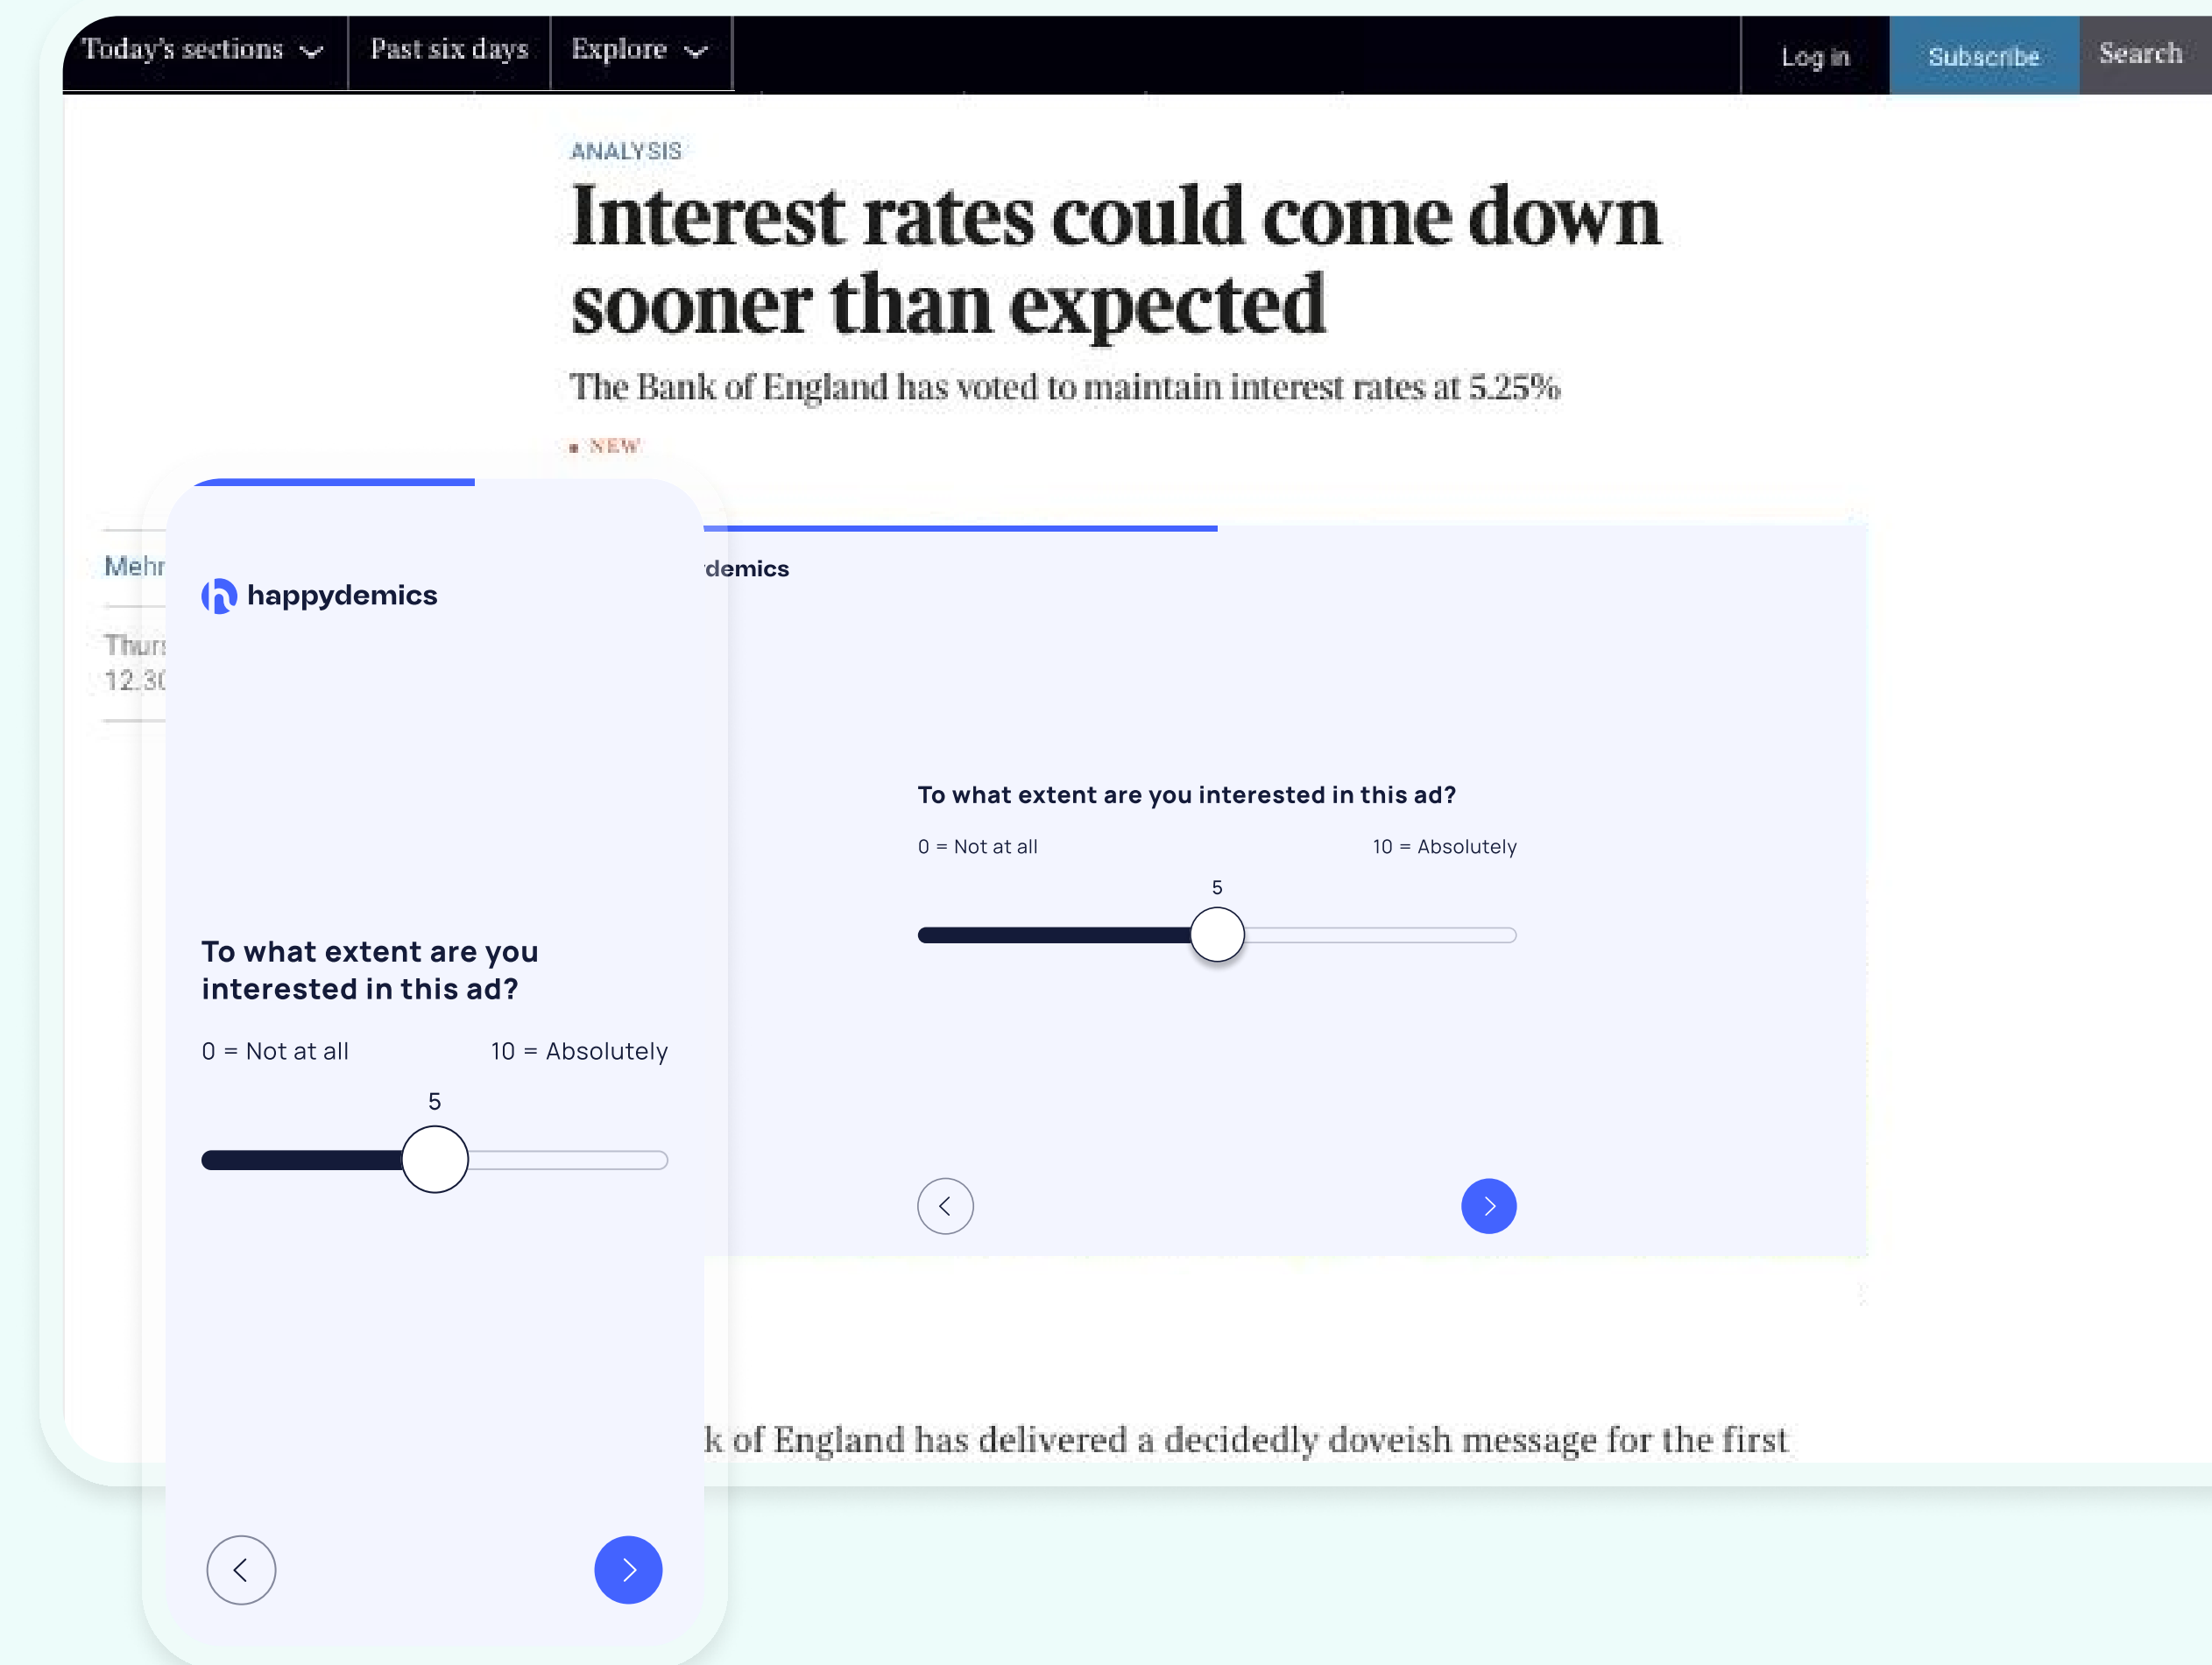 Today's sections
Past six days
Explore
Log in
Subscribe
Search
ANALYSIS
Interest rates could come down
sooner than expected
The Bank of England has voted to maintain interest rates at 5.25%
NEW
happydemics
To what extent are you
interested in this ad?
0 = Not at all
10 = Absolutely
5
demics
To what extent are you interested in this ad?
0 = Not at all
10 = Absolutely
5
of England has delivered a decidedly doveish message for the first